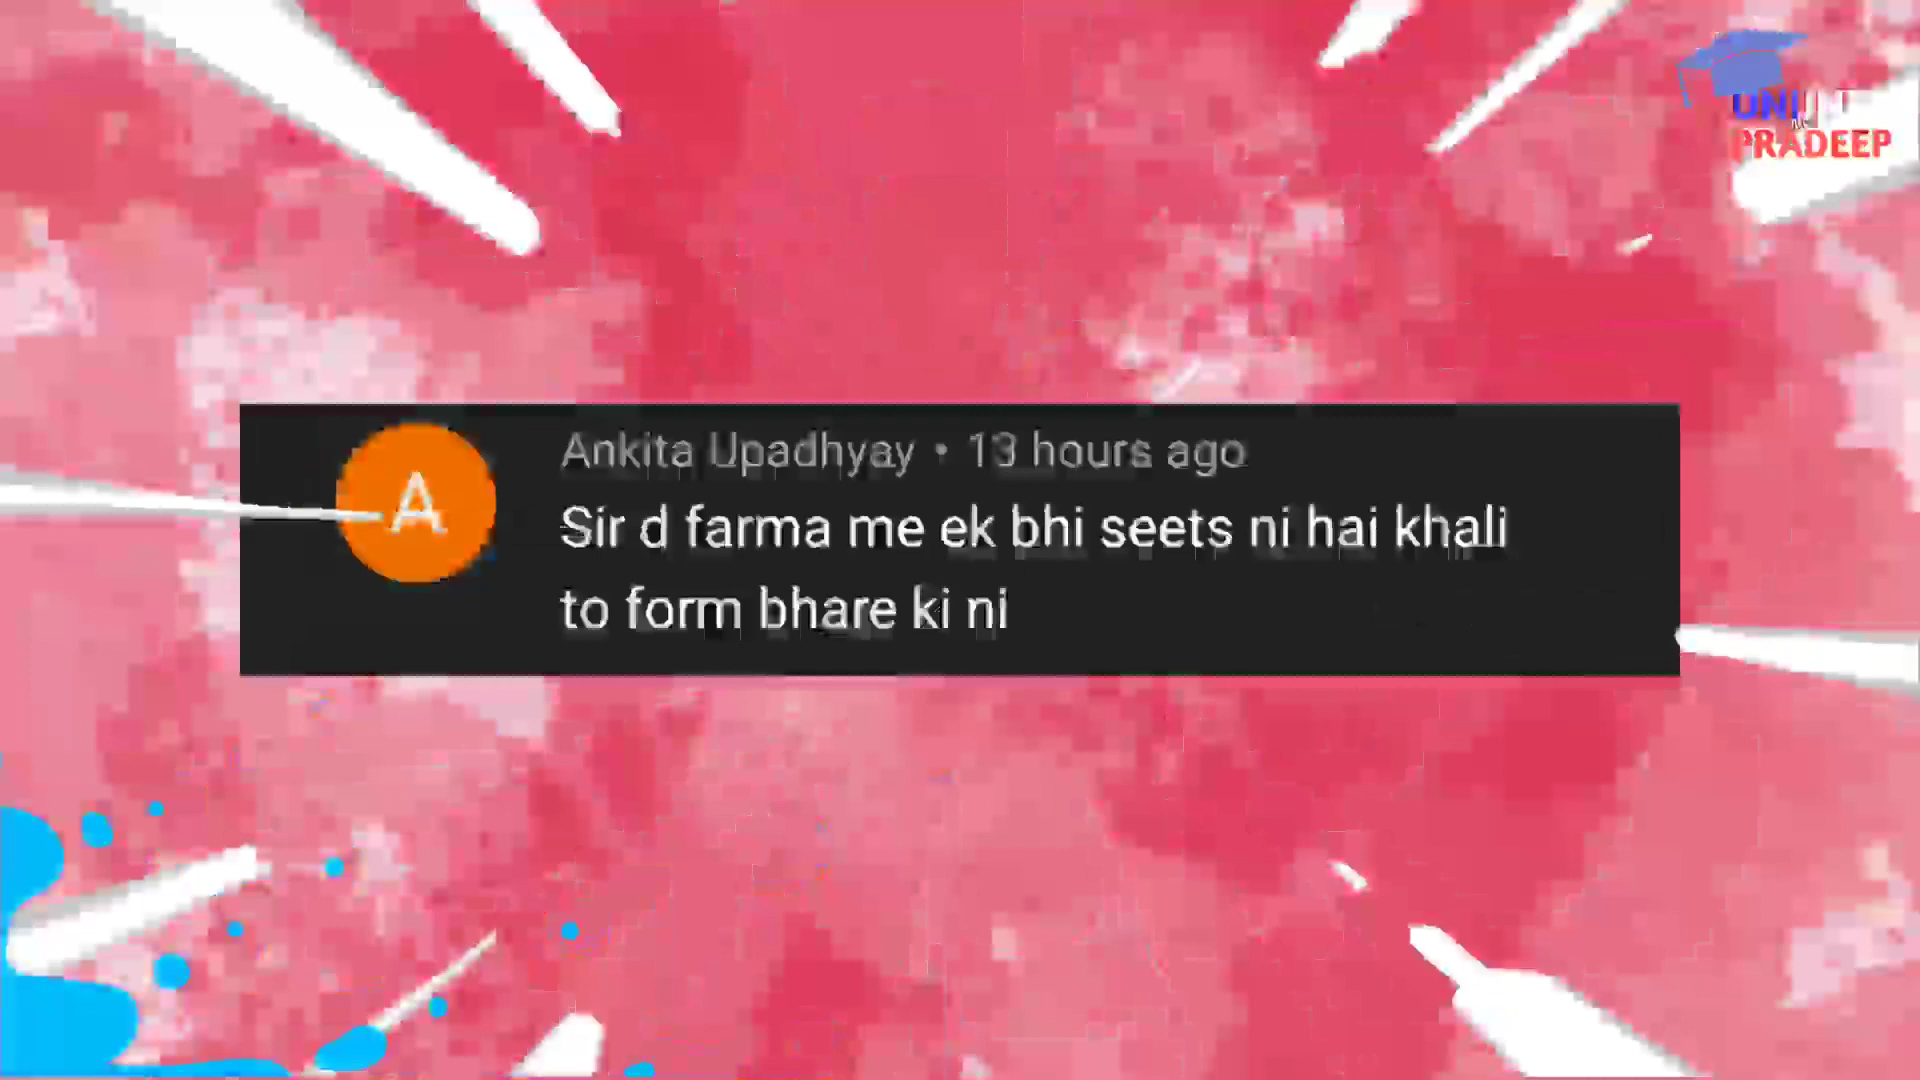 PRADEEP
Ankita Upadhyay • 13 hours ago
A
Sir d farma me ek bhi seets ni hai khali
to form bhare ki ni